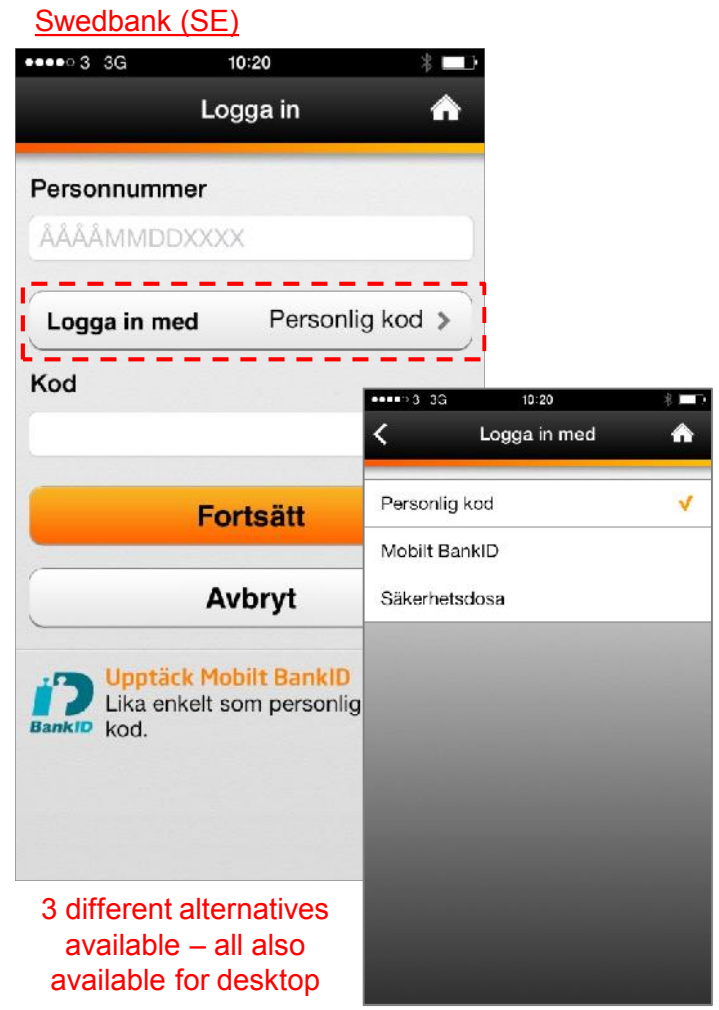 Swedbank (SE)
3 3G 10:20
Logga in
Personnummer
ÅÅÅÅMMDDXXXX
Logga in med Personlig kod >
Kod
Fortsätt
Avbryt
Upptäck Mobilt BankID
Lika enkelt som personlig
kod.
BankID
3 3G 10:20
Logga in med
Personlig kod
Mobilt BankID
Säkerhetsdosa
3 different alternatives
available – all also
available for desktop